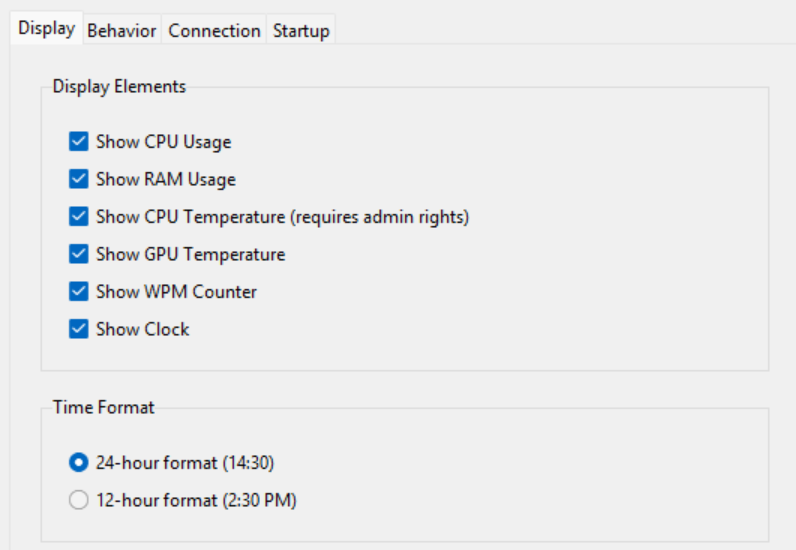 Display Behavior Connection Startup
Display Elements
Show CPU Usage
Show RAM Usage
Show CPU Temperature (requires admin rights)
Show GPU Temperature
Show WPM Counter
Show Clock
Time Format
24-hour format (14:30)
12-hour format (2:30 PM)